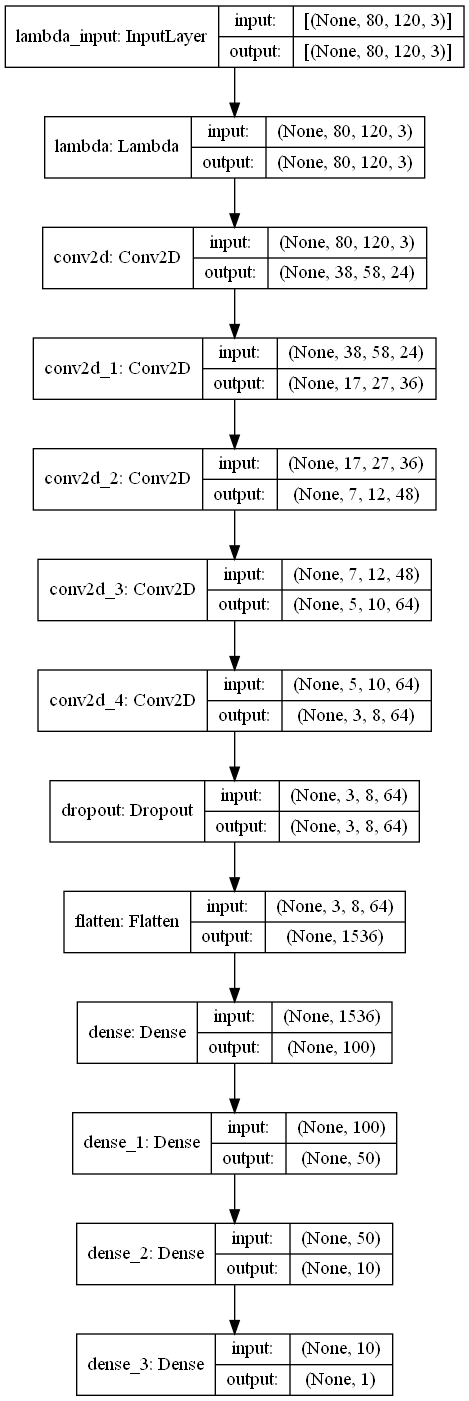 lambda_input: InputLayer
input: [(None, 80, 120, 3)]
output: [(None, 80, 120, 3)]
lambda: Lambda
input: (None, 80, 120, 3)
output: (None, 80, 120, 3)
conv2d: Conv2D
input: (None, 80, 120, 3)
output: (None, 38, 58, 24)
conv2d_1: Conv2D
input: (None, 38, 58, 24)
output: (None, 17, 27, 36)
conv2d_2: Conv2D
input: (None, 17, 27, 36)
output: (None, 7, 12, 48)
conv2d_3: Conv2D
input: (None, 7, 12, 48)
output: (None, 5, 10, 64)
conv2d_4: Conv2D
input: (None, 5, 10, 64)
output: (None, 3, 8, 64)
dropout: Dropout
input: (None, 3, 8, 64)
output: (None, 3, 8, 64)
flatten: Flatten
input: (None, 3, 8, 64)
output: (None, 1536)
dense: Dense
input: (None, 1536)
output: (None, 100)
dense_1: Dense
input: (None, 100)
output: (None, 50)
dense_2: Dense
input: (None, 50)
output: (None, 10)
dense_3: Dense
input: (None, 10)
output: (None, 1)